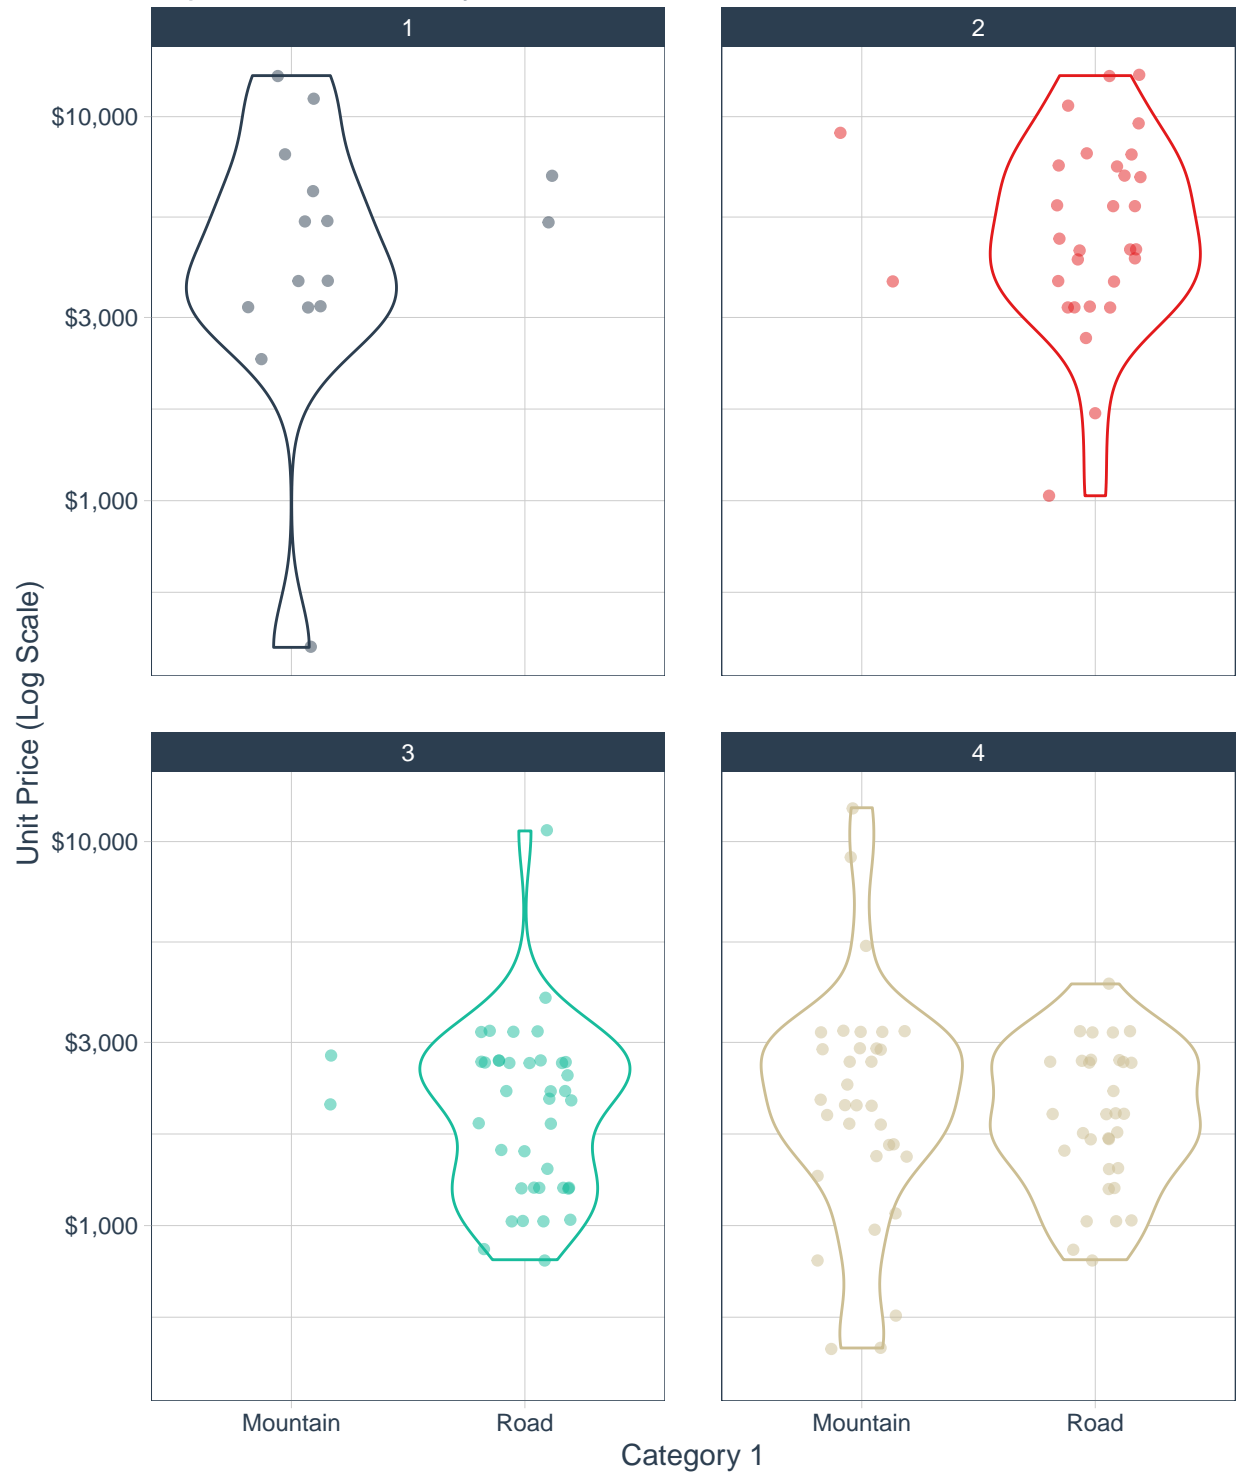 1
2
$10,000
$3,000
$1,000
3
4
$10,000
$3,000
$1,000
Unit Price (Log Scale)
Mountain
Road
Mountain
Road
Category 1